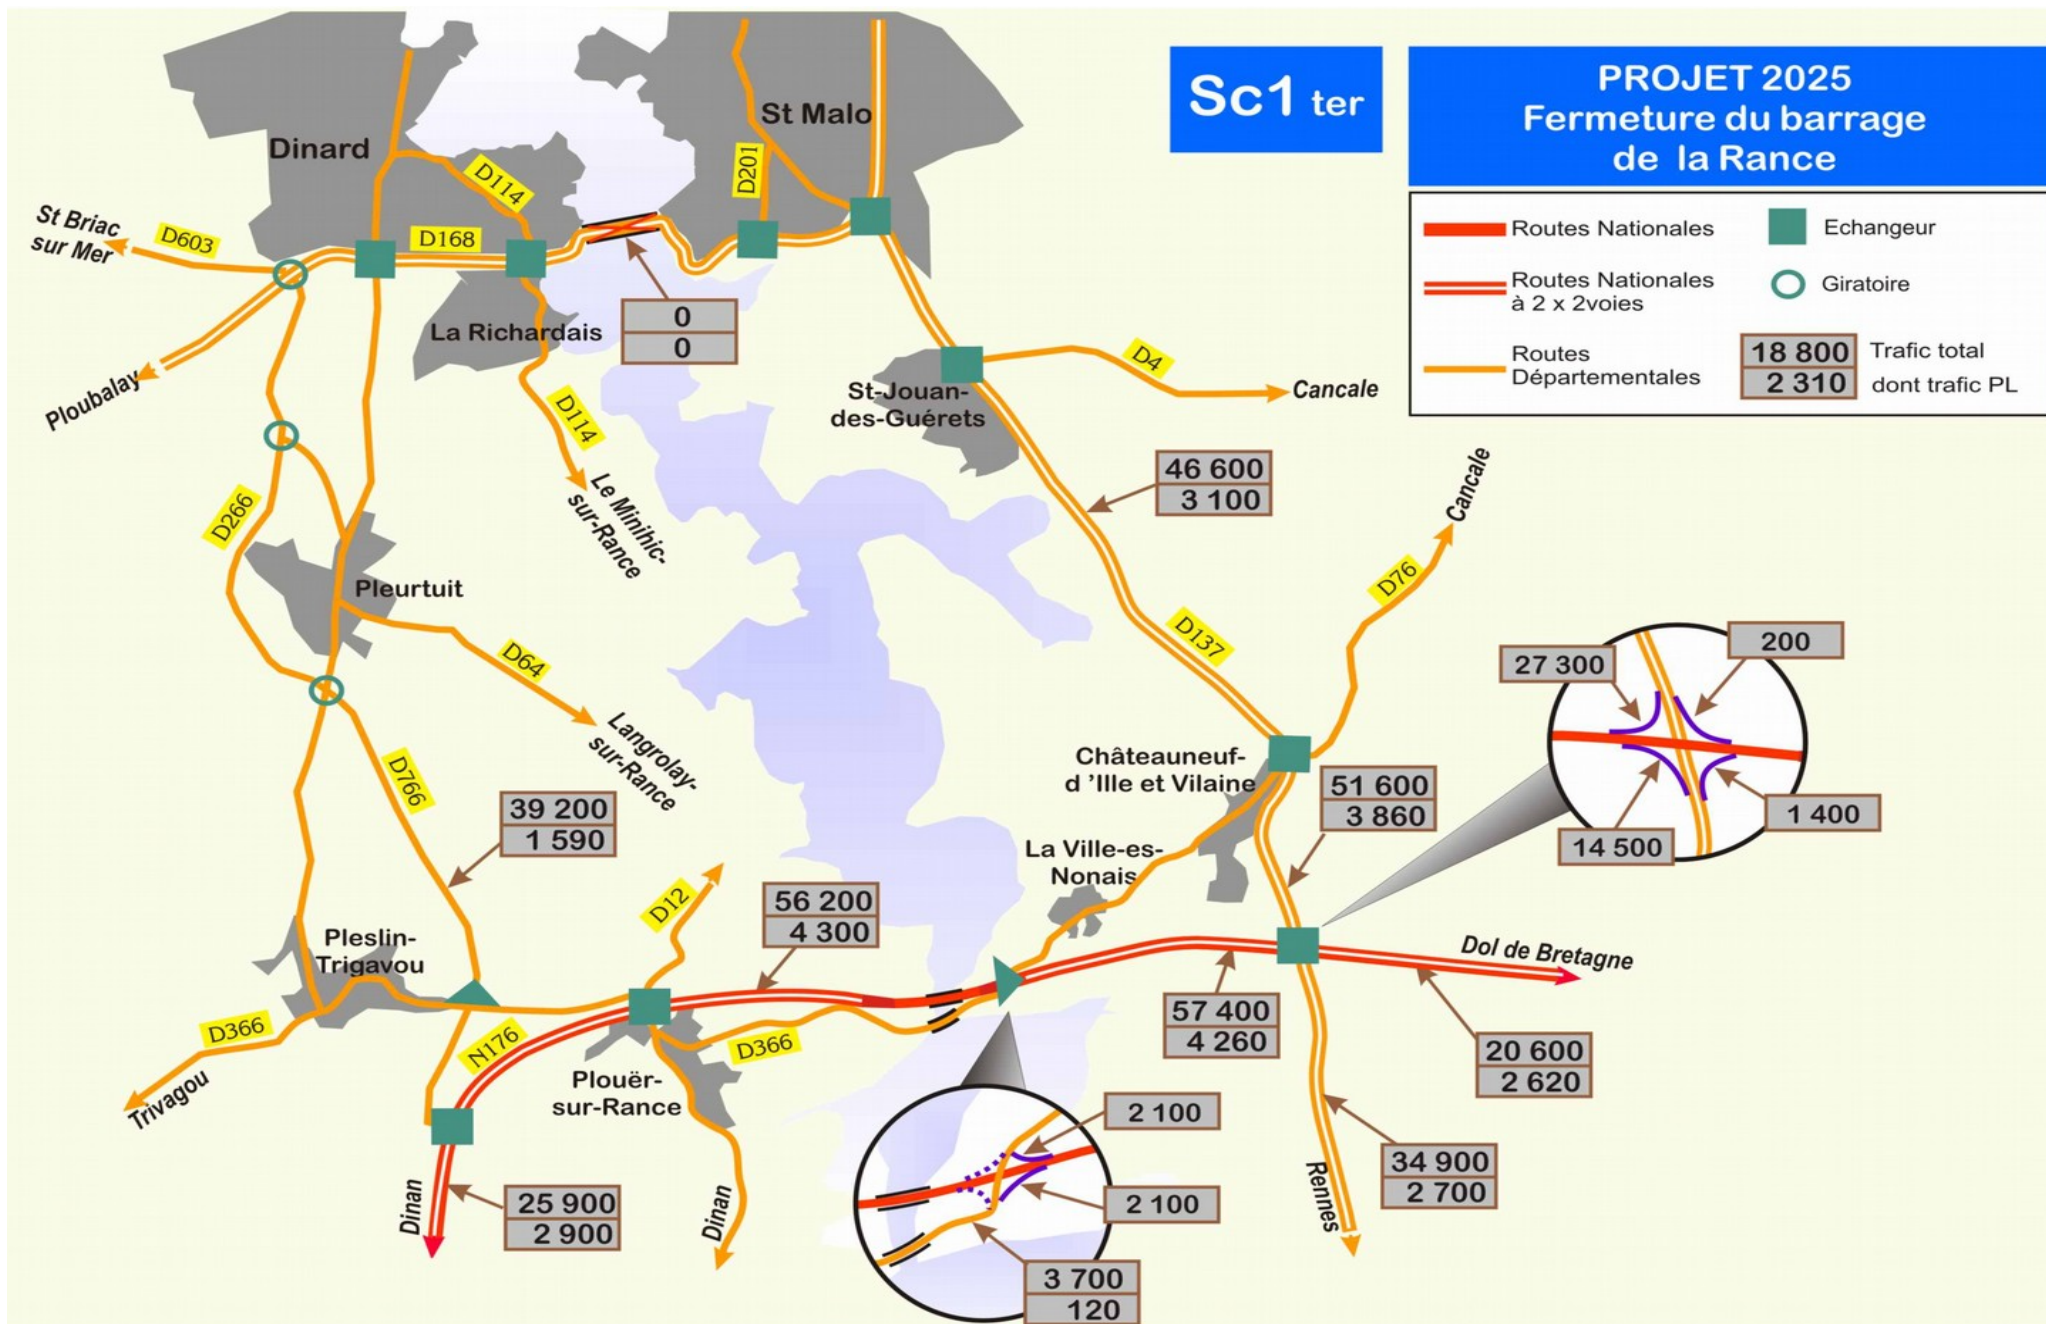 Sc1 ter
PROJET 2025
Fermeture du barrage
de la Rance
Routes Nationales
Echangeur
Routes Nationales
à 2 x 2voies
Giratoire
Routes
Départementales
18 800
2 310
Trafic total
dont trafic PL
Dinard
St Malo
D114
D201
St Briac
sur Mer
D603
D168
La Richardais
0
0
Ploubalay
D114
Le Minihic-
sur-Rance
St-Jouan-
des-Guérets
D4
Cancale
46 600
3 100
Cancale
D76
D137
D266
Pleurtuit
D64
Langrolay-
sur-Rance
D766
39 200
1 590
27 300
200
14 500
1 400
Châteauneuf-
d 'Ille et Vilaine
51 600
3 860
La Ville-es-
Nonais
D12
56 200
4 300
Pleslin-
Trigavou
Dol de Bretagne
57 400
4 260
20 600
2 620
D366
Trivagou
N176
D366
Plouër-
sur-Rance
Dinan
25 900
2 900
Dinan
2 100
2 100
3 700
120
Rennes
34 900
2 700